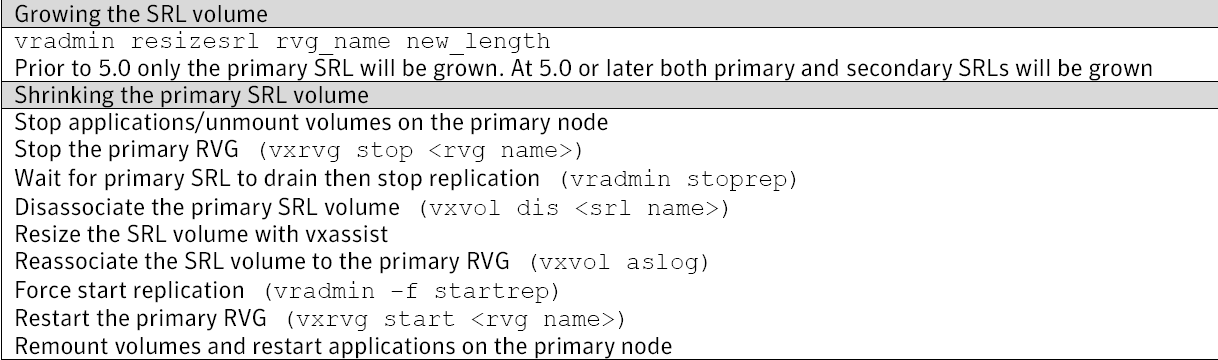 Growing the SRL volume
vradmin resizesrl rvg_name new_length
Prior to 5.0 only the primary SRL will be grown. At 5.0 or later both primary and secondary SRLs will be grown
Shrinking the primary SRL volume
Stop applications/unmount volumes on the primary node
Stop the primary RVG (vxrvg stop <rvg name>)
Wait for primary SRL to drain then stop replication (vradmin stoprep)
Disassociate the primary SRL volume (vxvol dis <srl name>)
Resize the SRL volume with vxassist
Reassociate the SRL volume to the primary RVG (vxvol aslog)
Force start replication (vradmin –f startrep)
Restart the primary RVG (vxrvg start <rvg name>)
Remount volumes and restart applications on the primary node